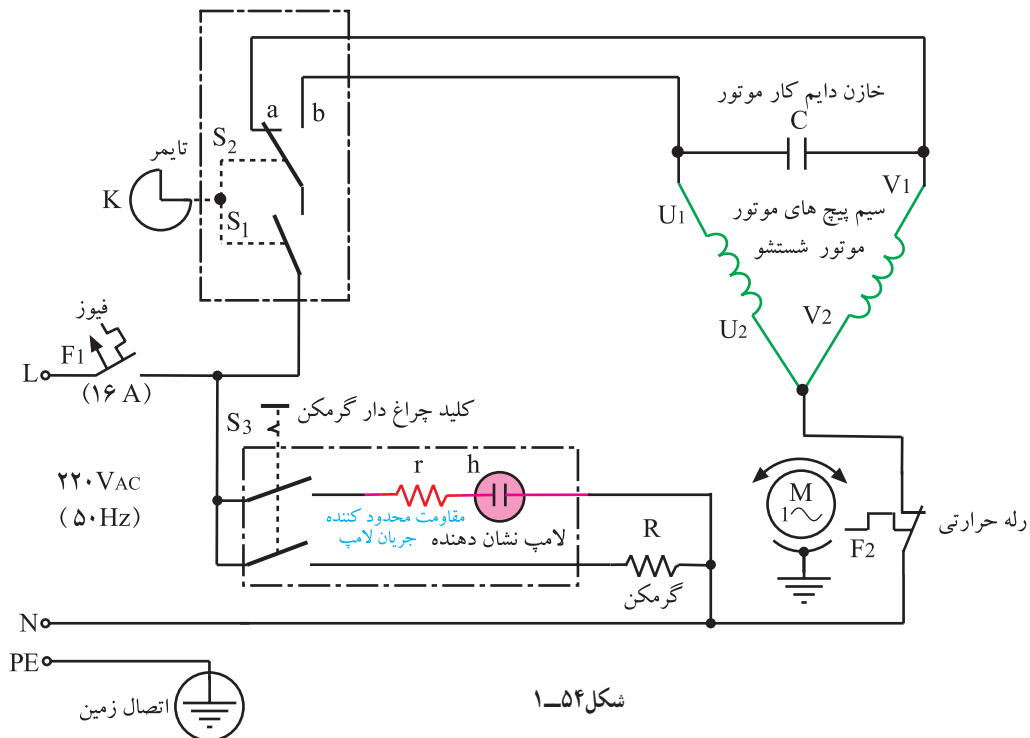 خازن دایم کار موتور
C
a
b
S2
تایمر
K
S1
V1
U1
سیم پیچ های موتور
موتور شستشو
U2
V2
فیوز
F1
L
(۱۶ A)
کلید چراغ دار گرمکن
S3
r
h
۲۲۰VAC
(۵۰Hz)
مقاومت محدود کننده
جریان لامپ
لامپ نشان دهنده
R
گرمکن
M
1
رله حرارتی
F2
N
PE
اتصال زمین
شکل۵۴ــ۱